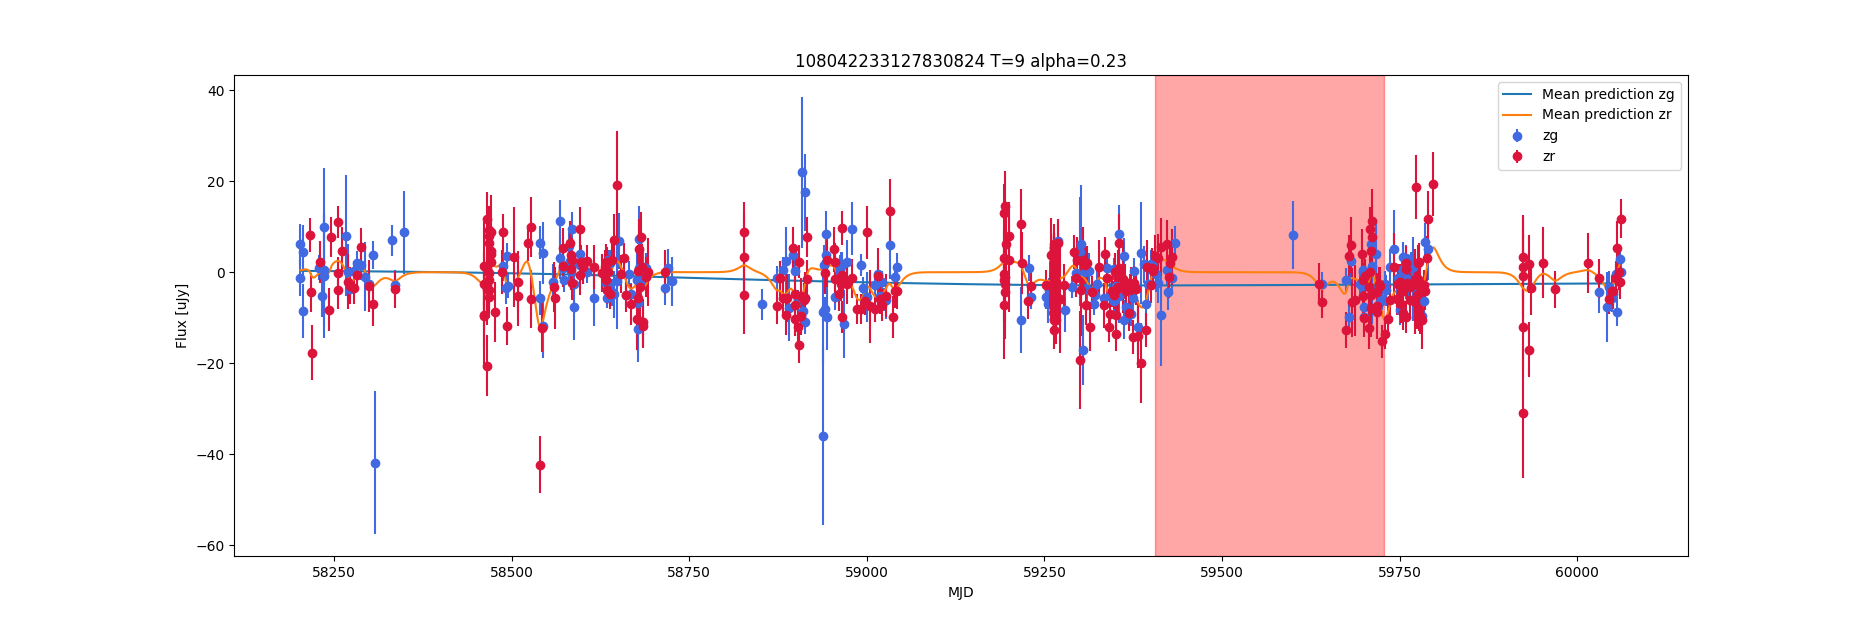 108042233127830824 T=9 alpha=0.23
Flux [uJy]
40
20
0
−20
−40
−60
58250
58500
58750
59000
59250
59500
59750
60000
MJD
Mean prediction zg
Mean prediction zr
zg
zr